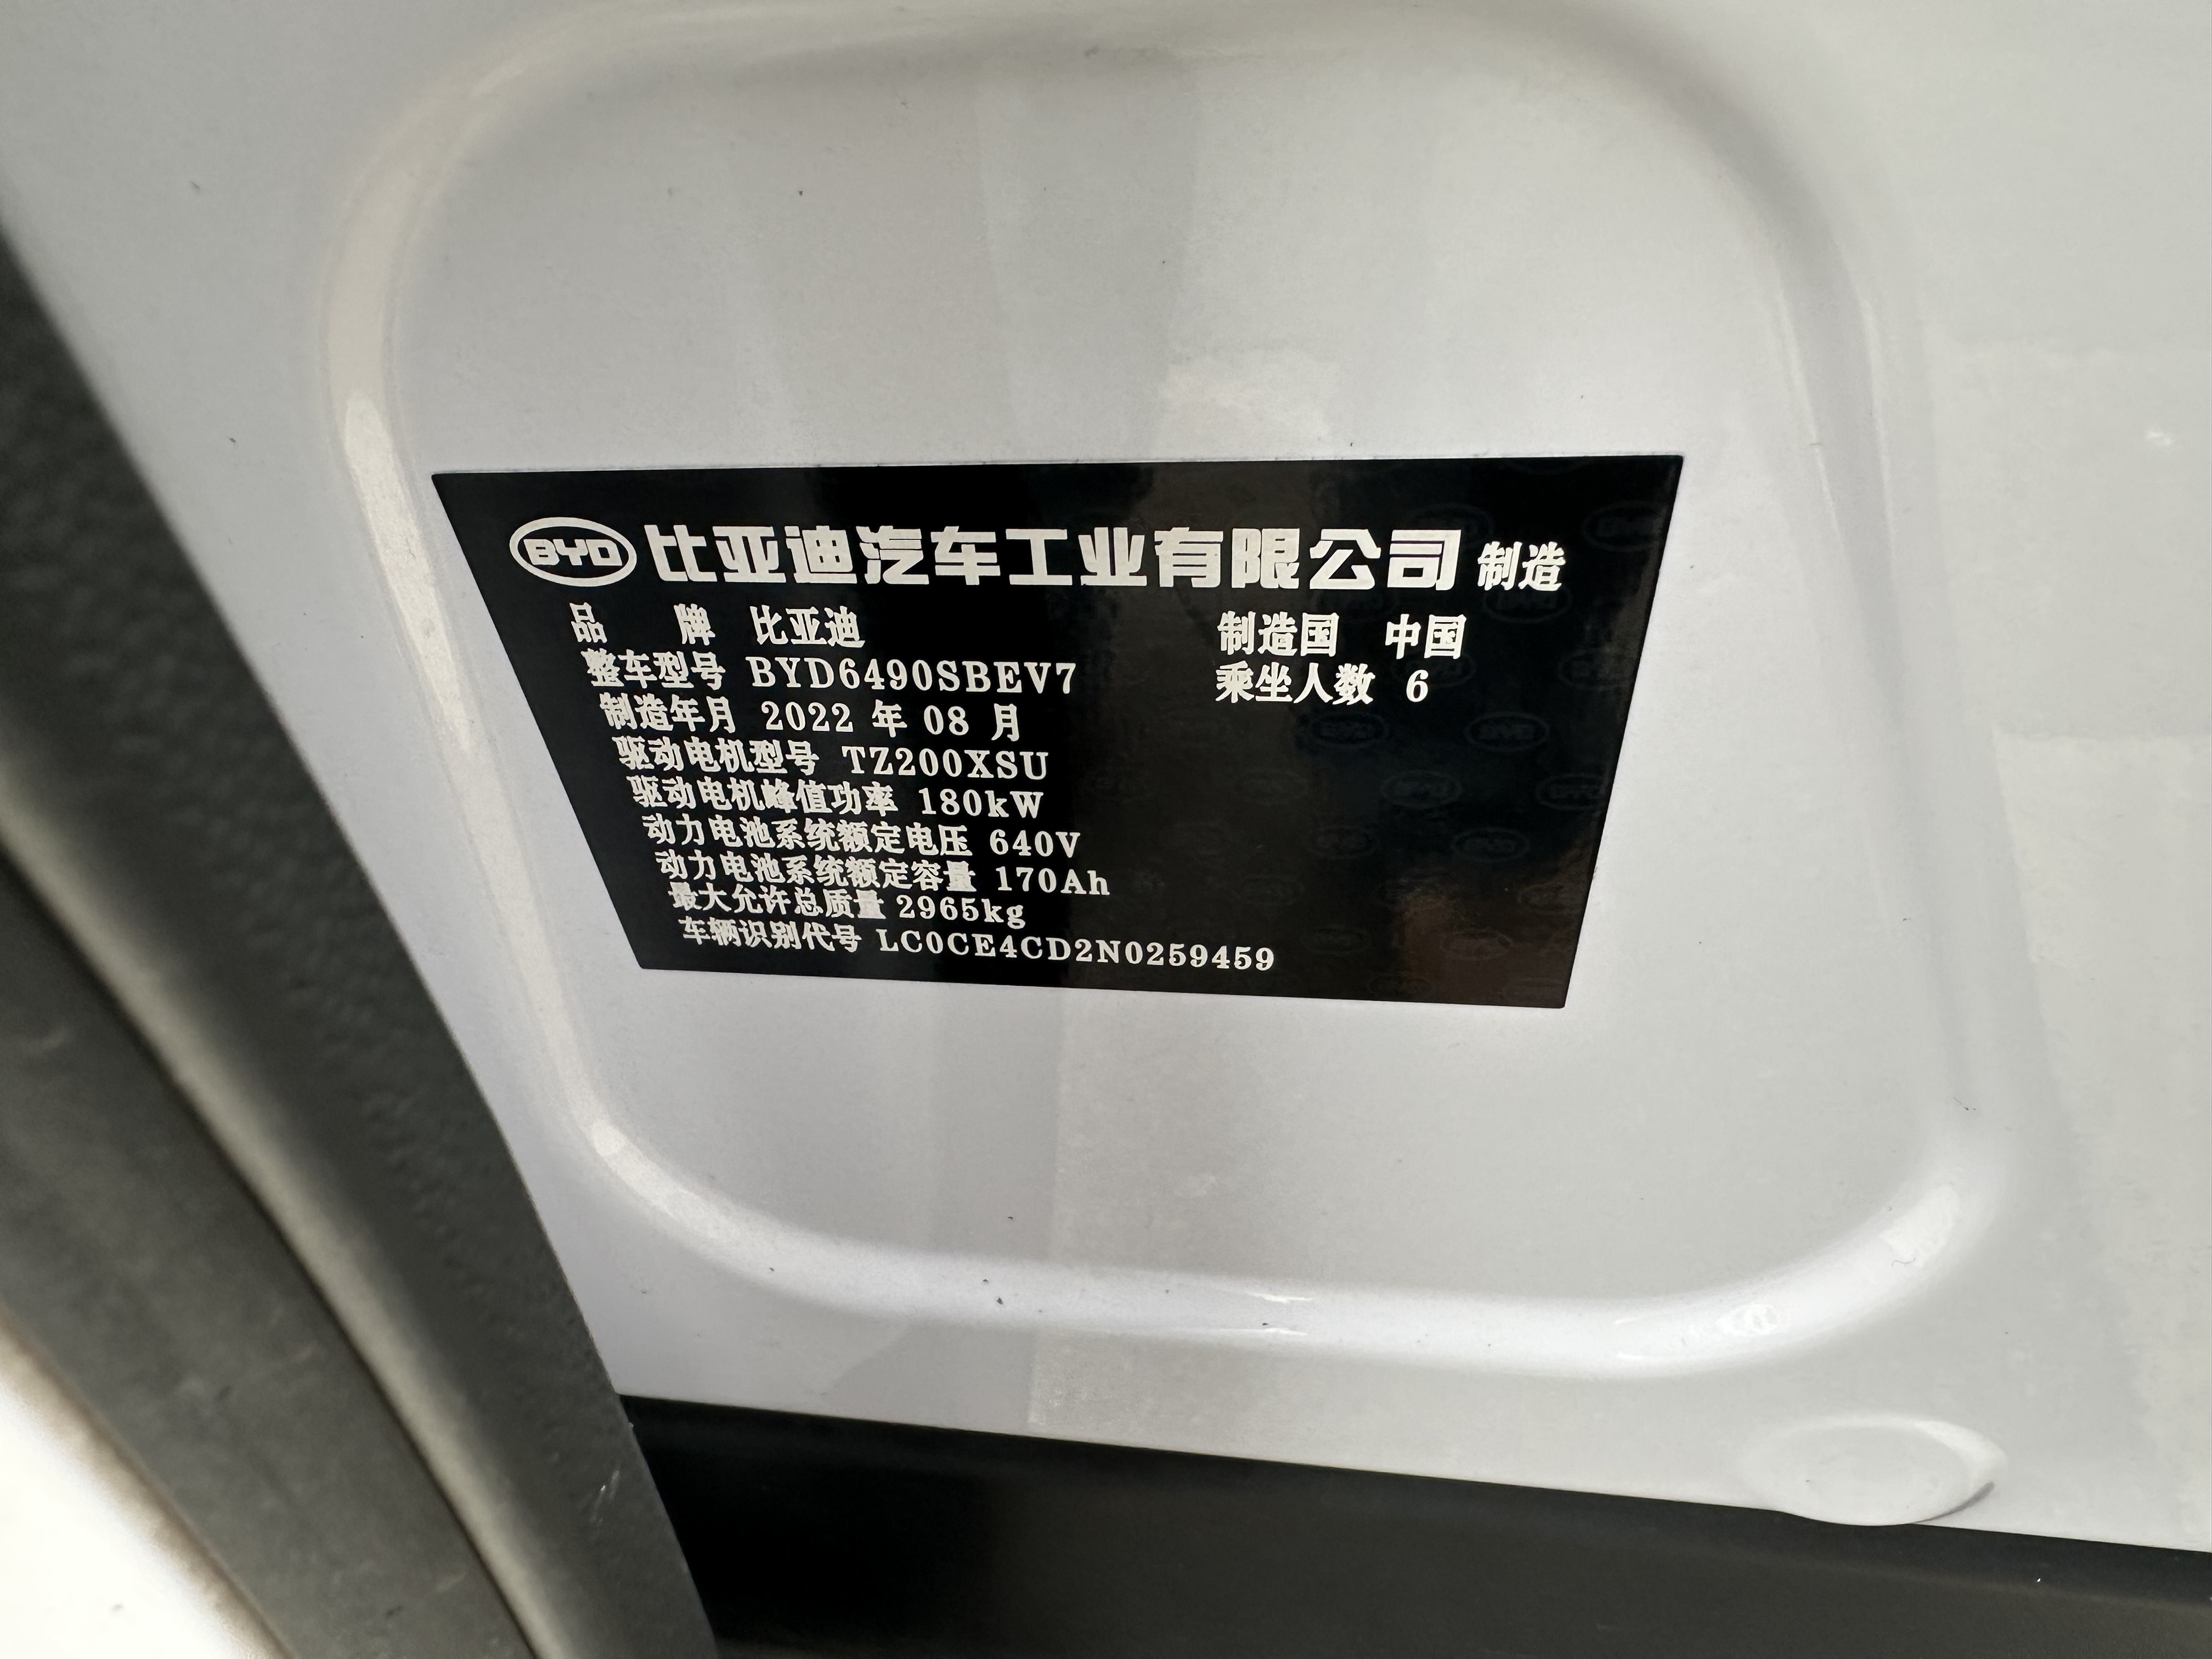 BYD 比亚迪汽车工业有限公司 制造
品 牌 比亚迪 制造国 中国
整车型号 BYD6490SBEV7 乘坐人数 6
制造年月 2022 年 08 月
驱动电机型号 TZ200XSU
驱动电机峰值功率 180kW
动力电池系统额定电压 640V
动力电池系统额定容量 170Ah
最大允许总质量 2965kg
车辆识别代号 LC0CE4CD2N0259459